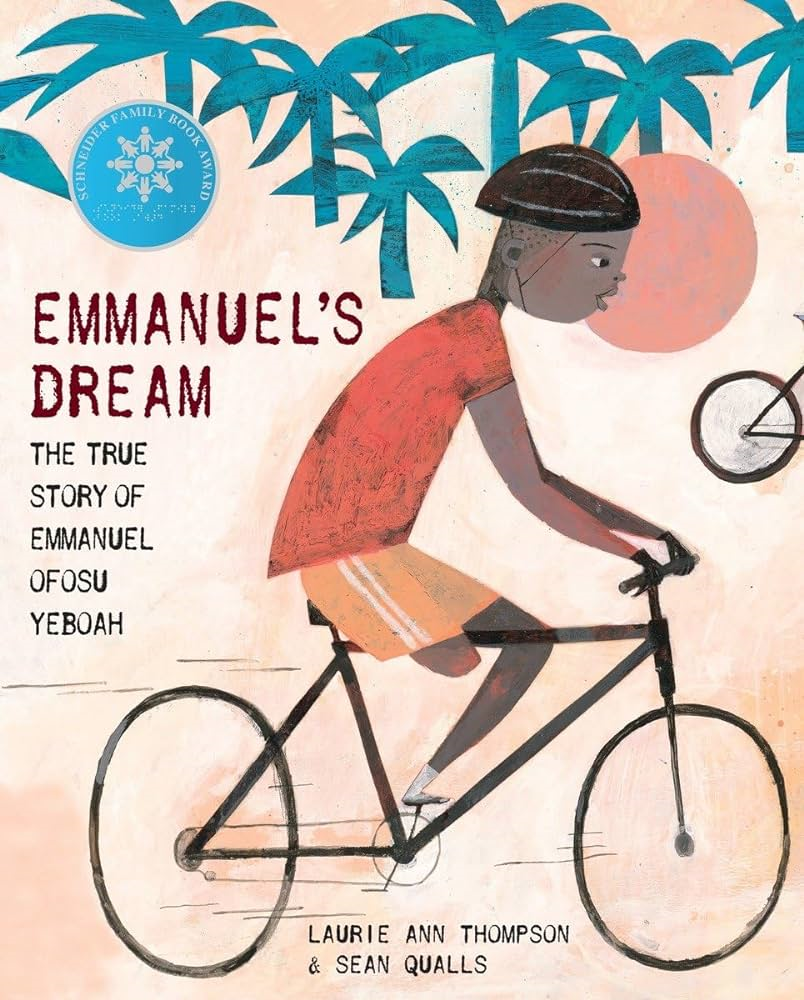 SCHNEIDER FAMILY BOOK AWARD
EMMANUEL'S
DREAM
THE TRUE
STORY OF
EMMANUEL
OFOSU
YEBOAH
LAURIE ANN THOMPSON
& SEAN QUALLS